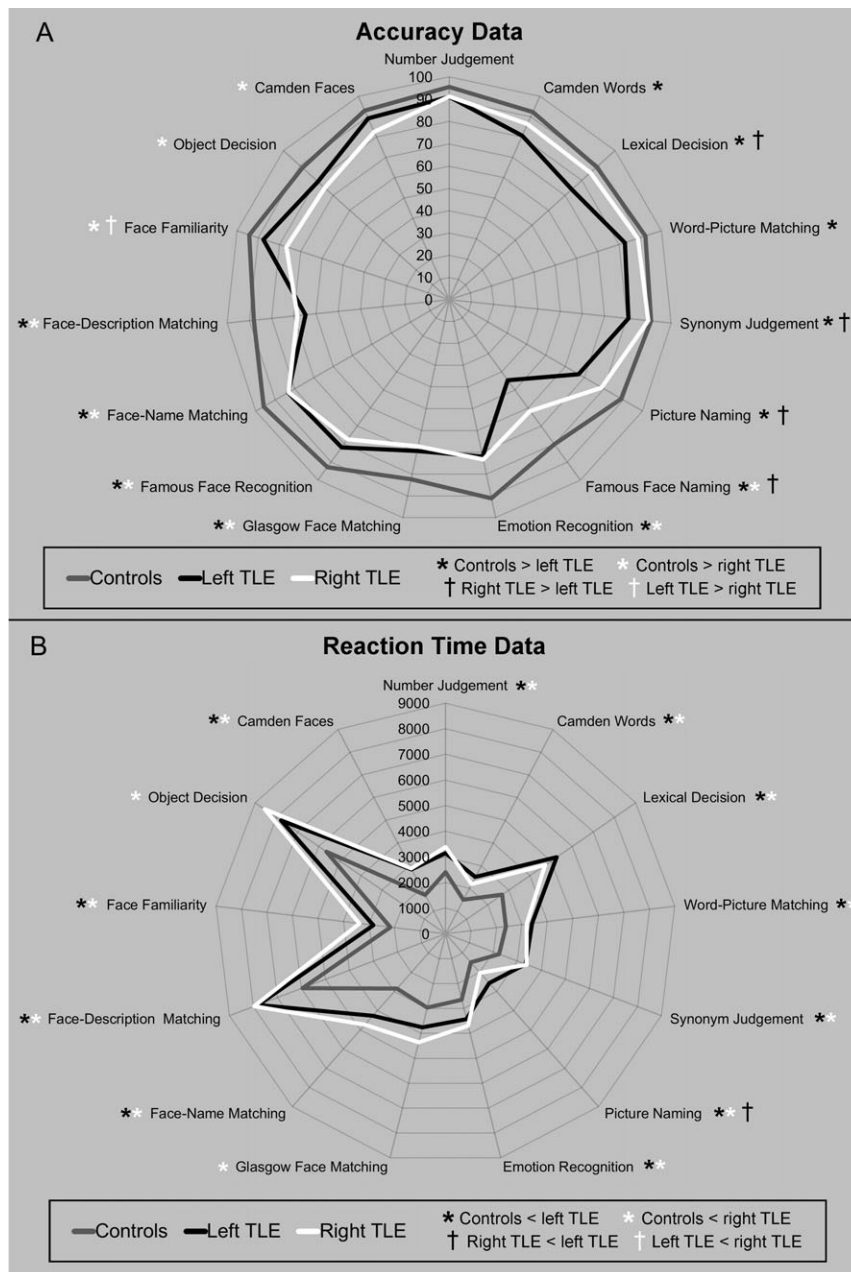 A
Accuracy Data
Number Judgement
* Camden Faces
Camden Words *
* Object Decision
Lexical Decision * †
* † Face Familiarity
Word-Picture Matching *
** Face-Description Matching
Synonym Judgement * †
** Face-Name Matching
Picture Naming * †
** Famous Face Recognition
Famous Face Naming ** †
** Glasgow Face Matching
Emotion Recognition **
100
90
80
70
60
50
40
30
20
10
0
Controls Left TLE Right TLE
* Controls > left TLE * Controls > right TLE
† Right TLE > left TLE † Left TLE > right TLE
B
Reaction Time Data
Number Judgement **
** Camden Faces
Camden Words **
* Object Decision
Lexical Decision **
** Face Familiarity
Word-Picture Matching **
** Face-Description Matching
Synonym Judgement **
** Face-Name Matching
Picture Naming ** †
* Glasgow Face Matching
Emotion Recognition **
9000
8000
7000
6000
5000
4000
3000
2000
1000
0
Controls Left TLE Right TLE
* Controls < left TLE * Controls < right TLE
† Right TLE < left TLE † Left TLE < right TLE